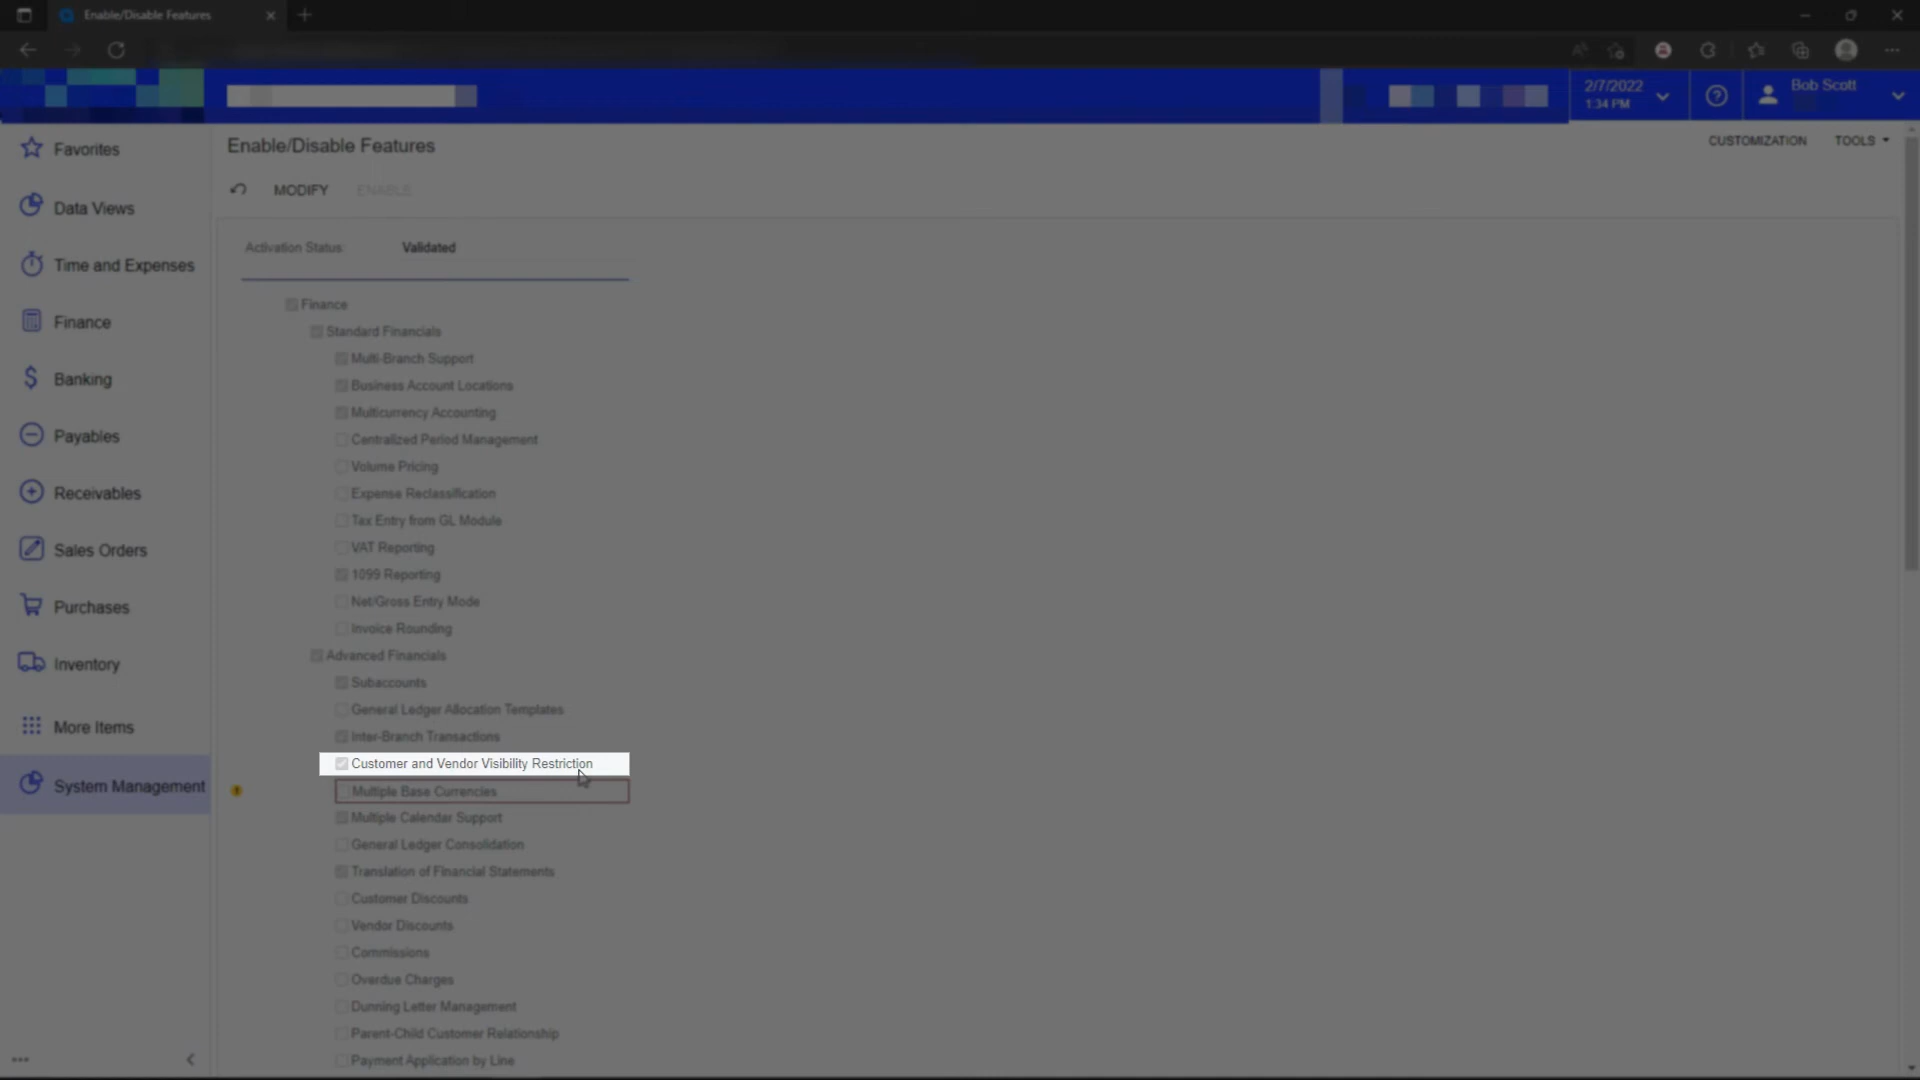 Enable/Disable Features
2/7/2022
1:34 PM
Bob Scott
Favorites
Data Views
Time and Expenses
Finance
Banking
Payables
Receivables
Sales Orders
Purchases
Inventory
More Items
System Management
Enable/Disable Features
CUSTOMIZATION
TOOLS
MODIFY
ENABLE
Activation Status:
Validated
Finance
Standard Financials
Multi-Branch Support
Business Account Locations
Multicurrency Accounting
Centralized Period Management
Volume Pricing
Expense Reclassification
Tax Entry from GL Module
VAT Reporting
1099 Reporting
Net/Gross Entry Mode
Invoice Rounding
Advanced Financials
Subaccounts
General Ledger Allocation Templates
Inter-Branch Transactions
Customer and Vendor Visibility Restriction
Multiple Base Currencies
Multiple Calendar Support
General Ledger Consolidation
Translation of Financial Statements
Customer Discounts
Vendor Discounts
Commissions
Overdue Charges
Dunning Letter Management
Parent-Child Customer Relationship
Payment Application by Line